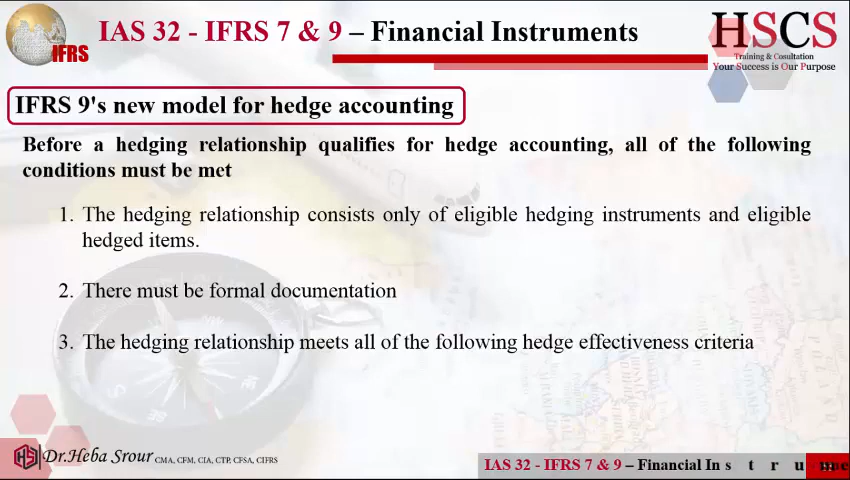 IFRS
IAS 32 - IFRS 7 & 9 – Financial Instruments
HSCS
Training & Cosultation
Your Success is Our Purpose
IFRS 9's new model for hedge accounting
Before a hedging relationship qualifies for hedge accounting, all of the following
conditions must be met
1. The hedging relationship consists only of eligible hedging instruments and eligible
hedged items.
2. There must be formal documentation
3. The hedging relationship meets all of the following hedge effectiveness criteria
Dr.Heba Srour CMA, CFM, CIA, CTP, CFSA, CIFRS
IAS 32 - IFRS 7 & 9 – Financial In s t r u